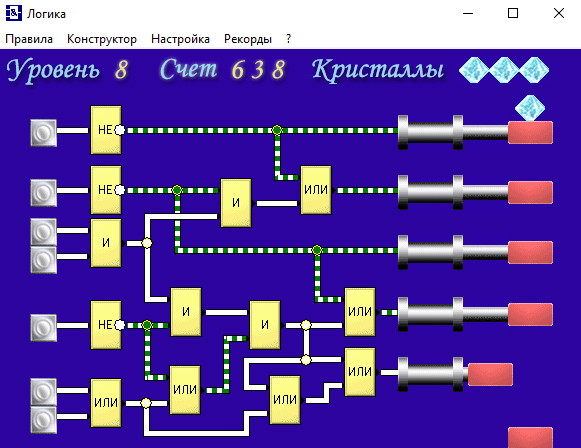 Логика
Правила Конструктор Настройка Рекорды ?
Уровень 8 Счет 638 Кристаллы
НЕ
НЕ
И
ИЛИ
И
НЕ
И
И
ИЛИ
ИЛИ
ИЛИ
ИЛИ
ИЛИ